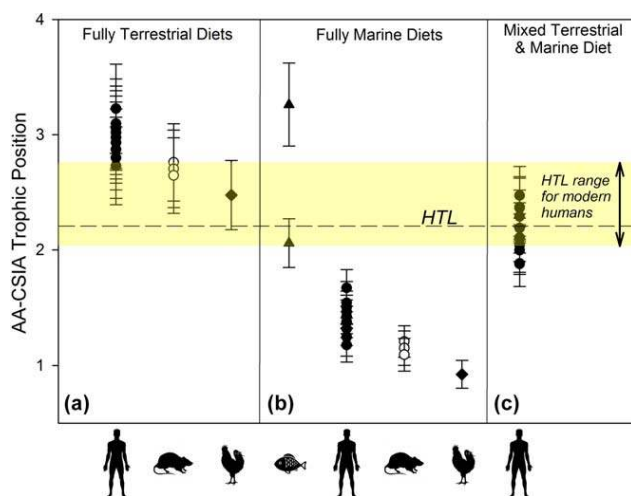 Fully Terrestrial Diets
Fully Marine Diets
Mixed Terrestrial
& Marine Diet
4
3
2
1
AA-CSIA Trophic Position
HTL
HTL range
for modern
humans
(a)
(b)
(c)